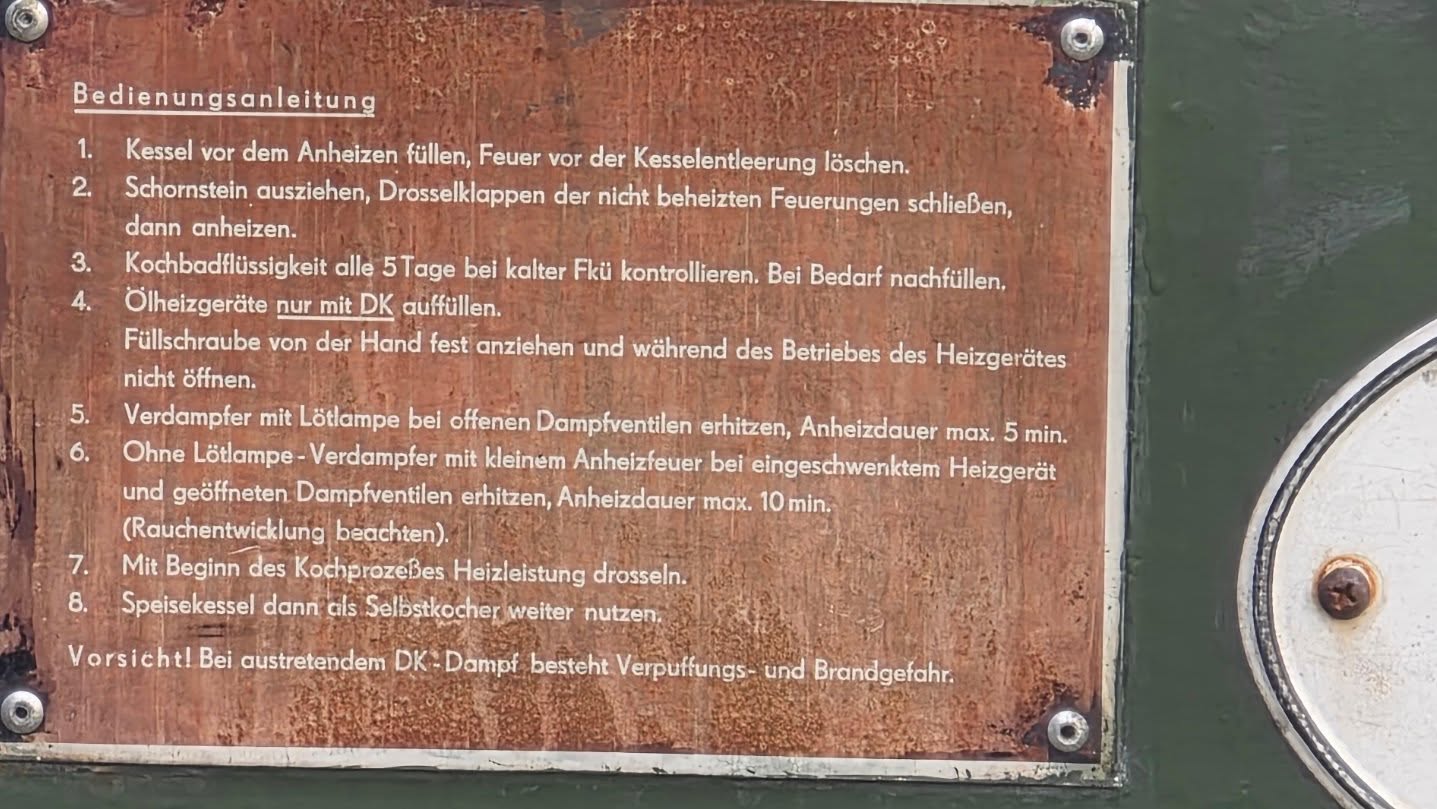 Bedienungsanleitung
1. Kessel vor dem Anheizen füllen, Feuer vor der Kesselentleerung löschen.
2. Schornstein ausziehen, Drosselklappen der nicht beheizten Feuerungen schließen,
dann anheizen.
3. Kochbadflüssigkeit alle 5 Tage bei kalter Fkü kontrollieren. Bei Bedarf nachfüllen.
4. Ölheizgeräte nur mit DK auffüllen.
Füllschraube von der Hand fest anziehen und während des Betriebes des Heizgerätes
nicht öffnen.
5. Verdampfer mit Lötlampe bei offenen Dampfventilen erhitzen, Anheizdauer max. 5 min.
6. Ohne Lötlampe - Verdampfer mit kleinem Anheizfeuer bei eingeschwenktem Heizgerät
und geöffneten Dampfventilen erhitzen, Anheizdauer max. 10 min.
(Rauchentwicklung beachten).
7. Mit Beginn des Kochprozeßes Heizleistung drosseln.
8. Speisekessel dann als Selbstkocher weiter nutzen.
Vorsicht! Bei austretendem DK-Dampf besteht Verpuffungs- und Brandgefahr.